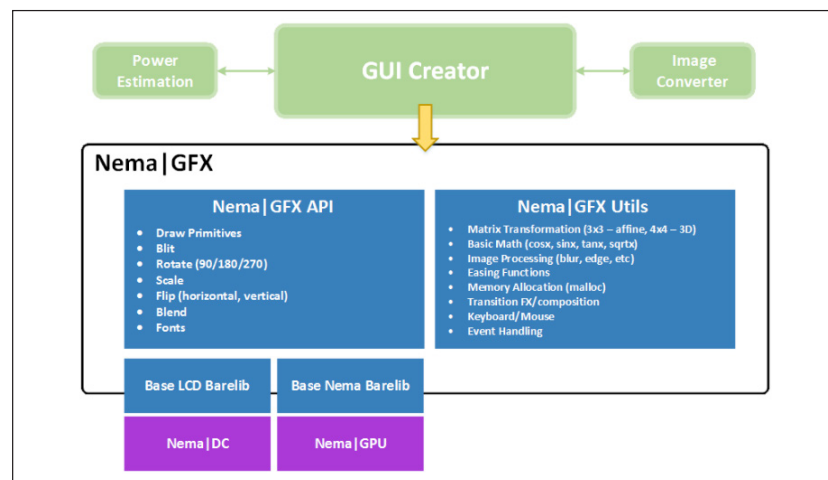 Power
Estimation
GUI Creator
Image
Converter
Nema|GFX
Nema|GFX API
• Draw Primitives
• Blit
• Rotate (90/180/270)
• Scale
• Flip (horizontal, vertical)
• Blend
• Fonts
Nema|GFX Utils
• Matrix Transformation (3x3 – affine, 4x4 – 3D)
• Basic Math (cosx, sinx, tanx, sqrtx)
• Image Processing (blur, edge, etc)
• Easing Functions
• Memory Allocation (malloc)
• Transition FX/composition
• Keyboard/Mouse
• Event Handling
Base LCD Barelib
Base Nema Barelib
Nema|DC
Nema|GPU